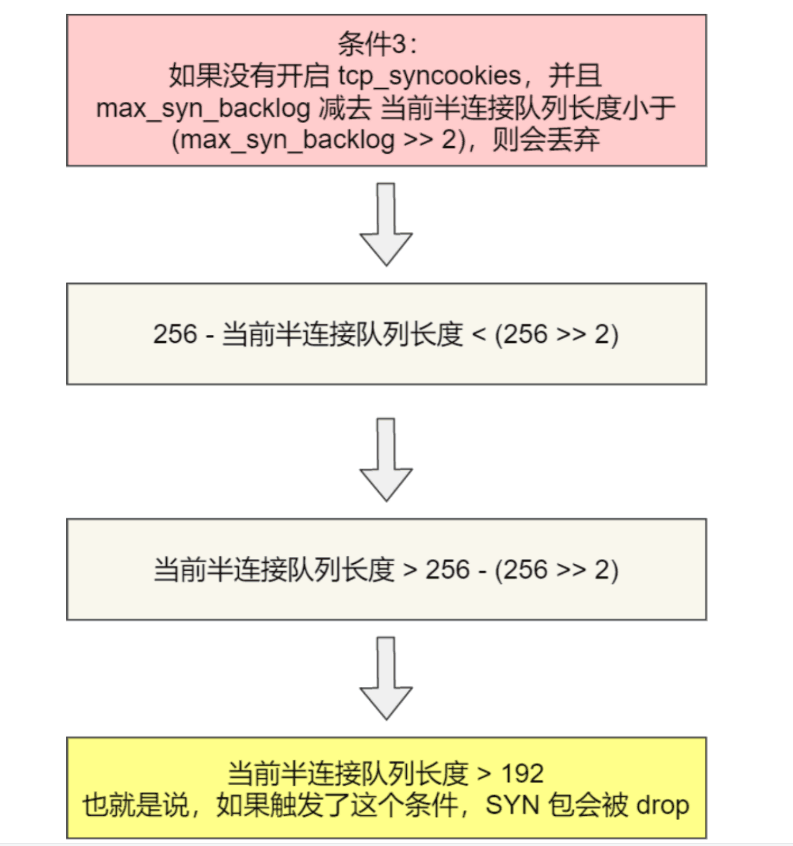 条件3：
如果没有开启 tcp_syncookies，并且
max_syn_backlog 减去 当前半连接队列长度小于
(max_syn_backlog >> 2)，则会丢弃
256 - 当前半连接队列长度 < (256 >> 2)
当前半连接队列长度 > 256 - (256 >> 2)
当前半连接队列长度 > 192
也就是说，如果触发了这个条件，SYN 包会被 drop